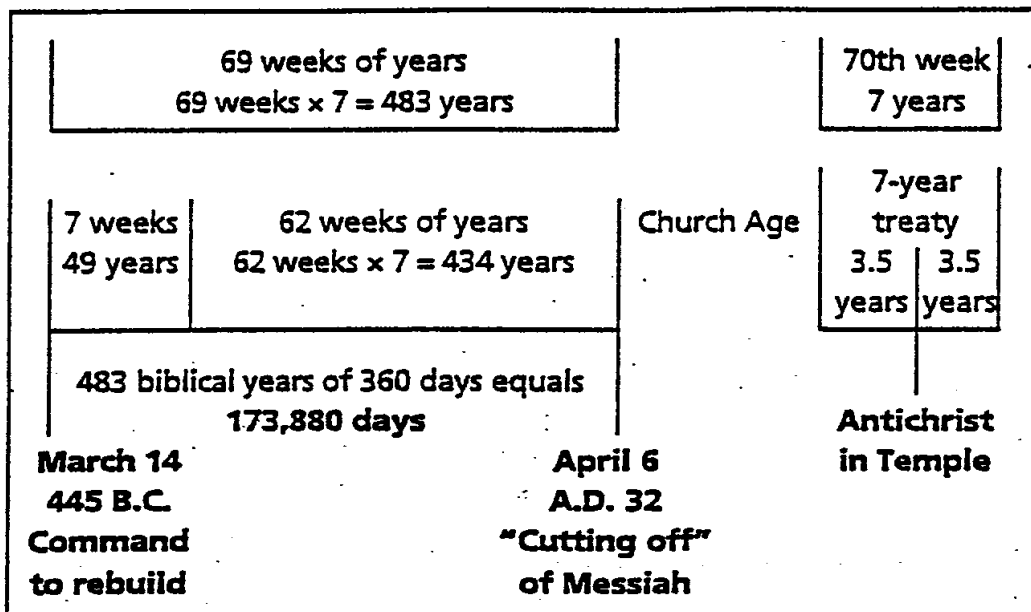 69 weeks of years
69 weeks × 7 = 483 years
70th week
7 years
7 weeks
49 years
62 weeks of years
62 weeks × 7 = 434 years
Church Age
7-year
treaty
3.5
years
3.5
years
483 biblical years of 360 days equals
173,880 days
March 14
445 B.C.
Command
to rebuild
April 6
A.D. 32
"Cutting off"
of Messiah
Antichrist
in Temple